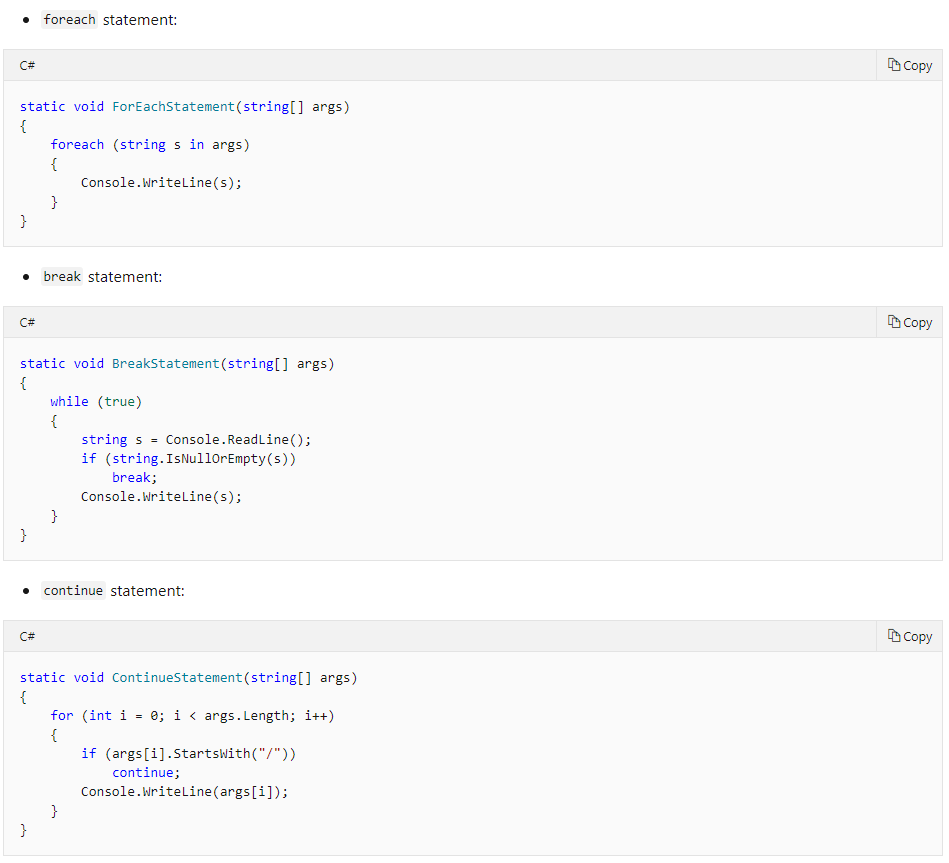 • foreach statement:
C# Copy
static void ForEachStatement(string[] args)
{
    foreach (string s in args)
    {
        Console.WriteLine(s);
    }
}
• break statement:
C# Copy
static void BreakStatement(string[] args)
{
    while (true)
    {
        string s = Console.ReadLine();
        if (string.IsNullOrEmpty(s))
            break;
        Console.WriteLine(s);
    }
}
• continue statement:
C# Copy
static void ContinueStatement(string[] args)
{
    for (int i = 0; i < args.Length; i++)
    {
        if (args[i].StartsWith("/"))
            continue;
        Console.WriteLine(args[i]);
    }
}